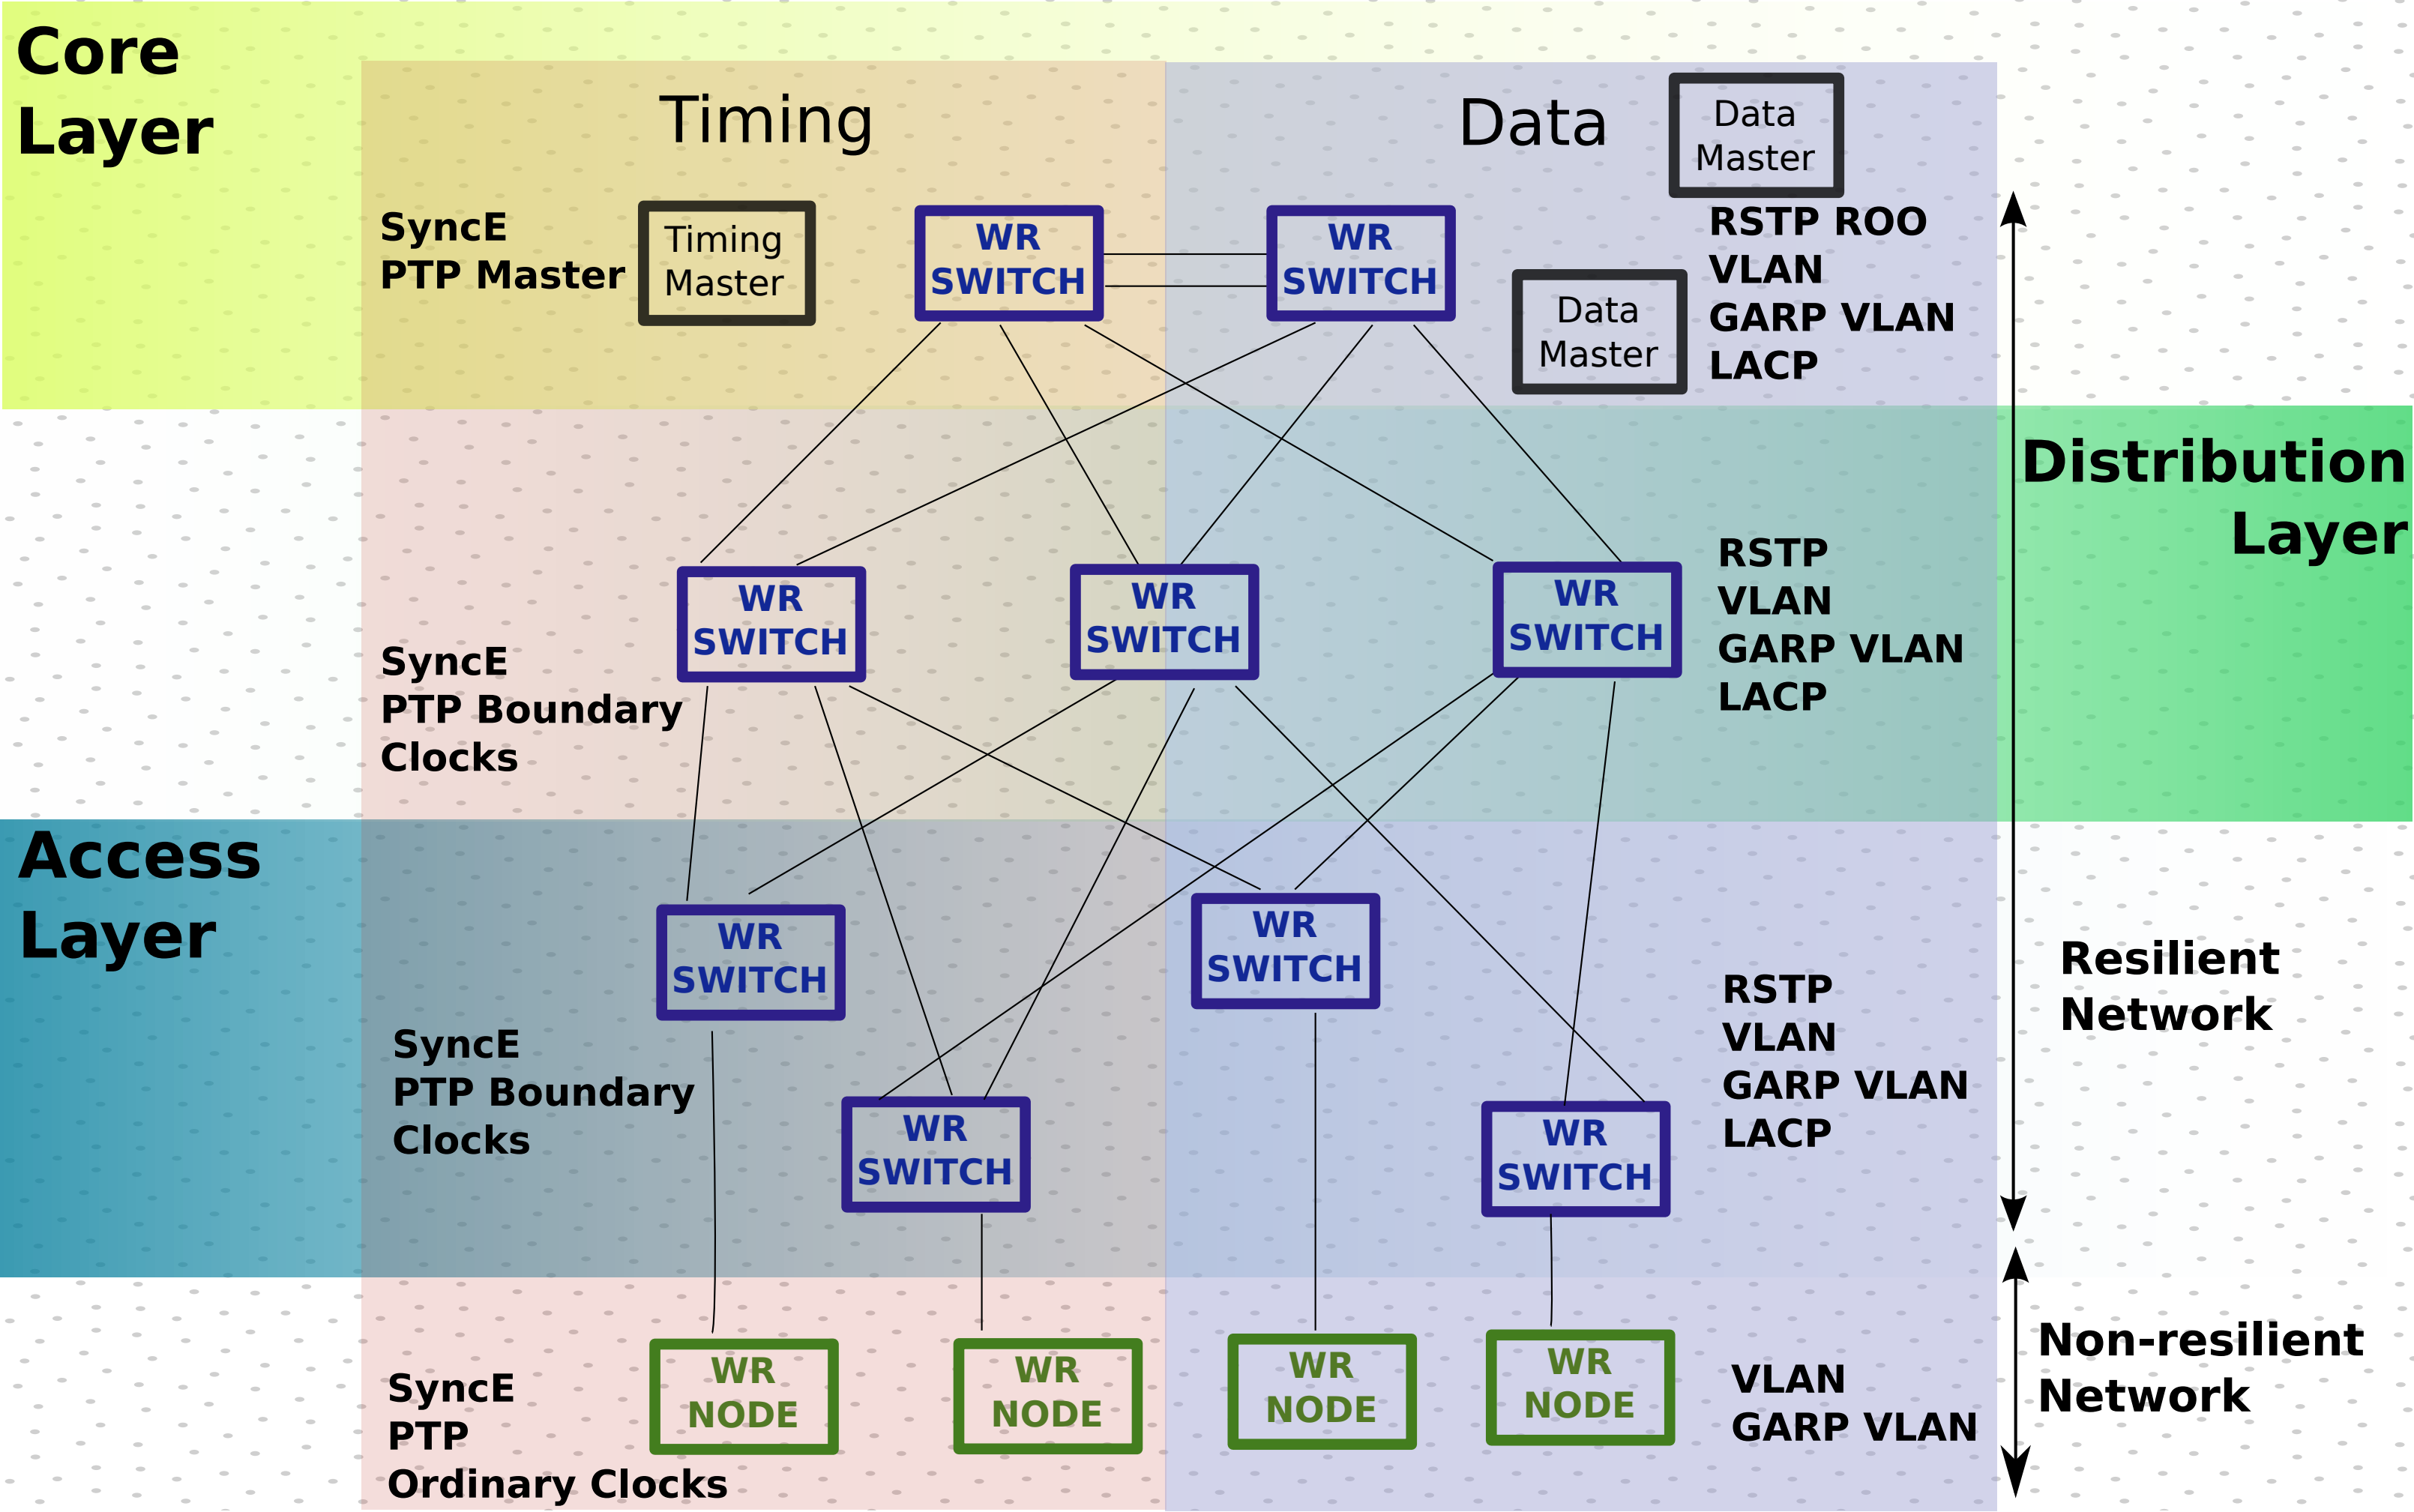 Core
Layer
Timing
Data
Data
Master
SyncE
PTP Master
Timing
Master
WR
SWITCH
WR
SWITCH
Data
Master
RSTP ROO
VLAN
GARP VLAN
LACP
Distribution
Layer
WR
SWITCH
WR
SWITCH
WR
SWITCH
RSTP
VLAN
GARP VLAN
LACP
SyncE
PTP Boundary
Clocks
Access
Layer
WR
SWITCH
WR
SWITCH
Resilient
Network
SyncE
PTP Boundary
Clocks
WR
SWITCH
WR
SWITCH
RSTP
VLAN
GARP VLAN
LACP
SyncE
PTP
Ordinary Clocks
WR
NODE
WR
NODE
WR
NODE
WR
NODE
VLAN
GARP VLAN
Non-resilient
Network